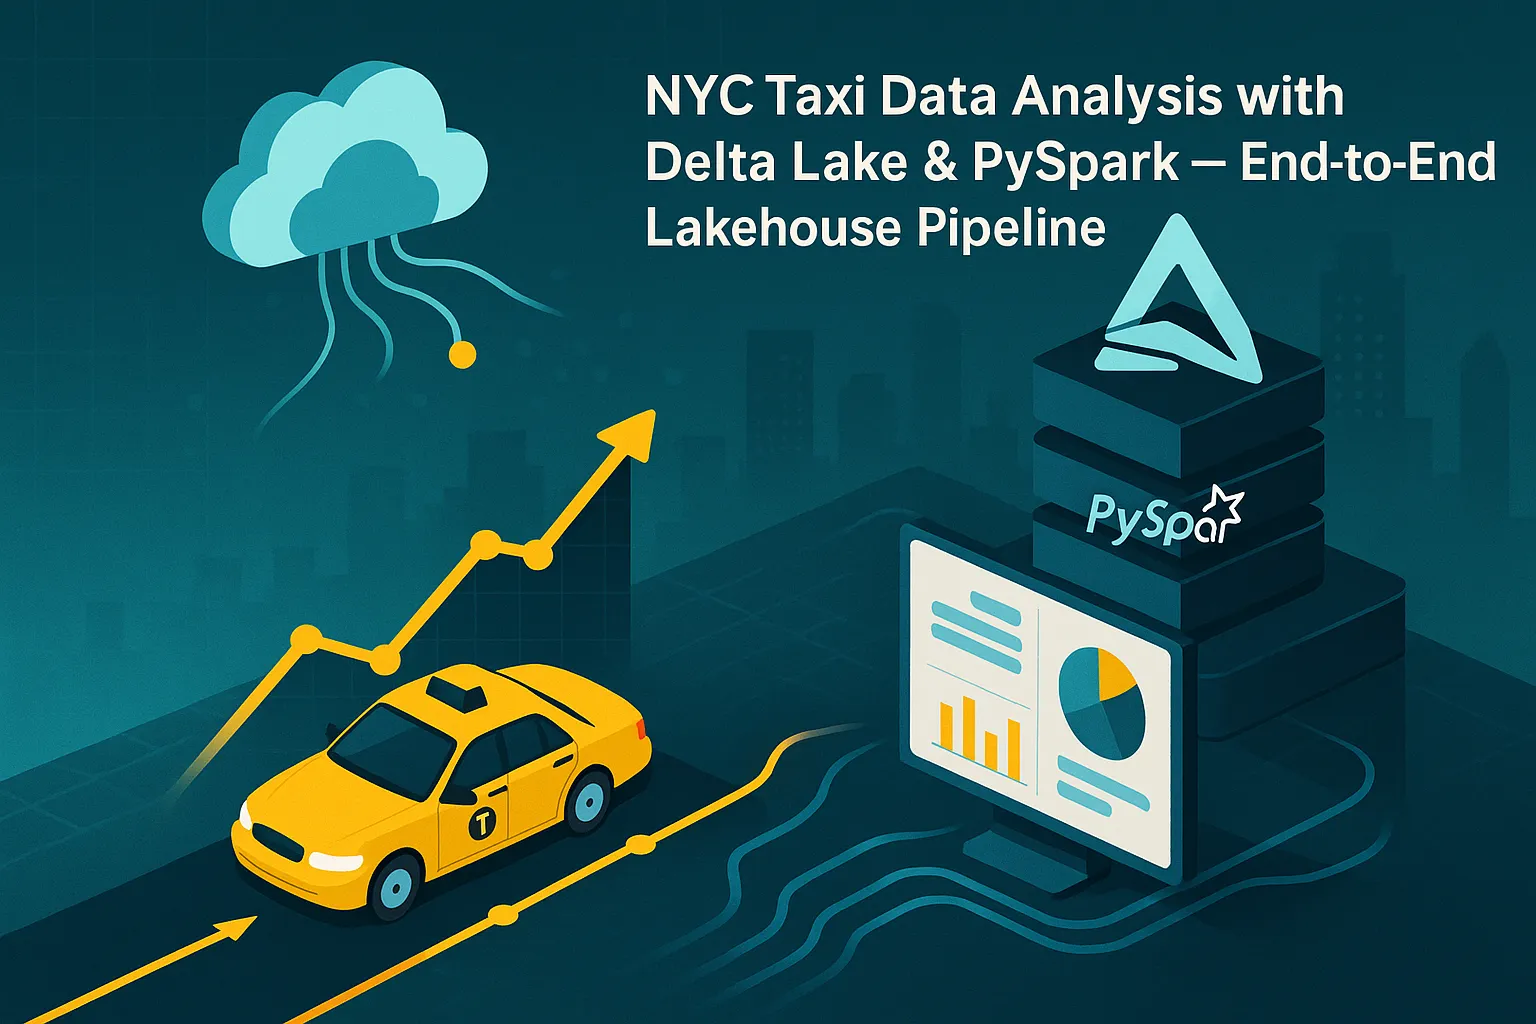 NYC Taxi Data Analysis with
Delta Lake & PySpark — End-to-End
Lakehouse Pipeline
PySpar
T